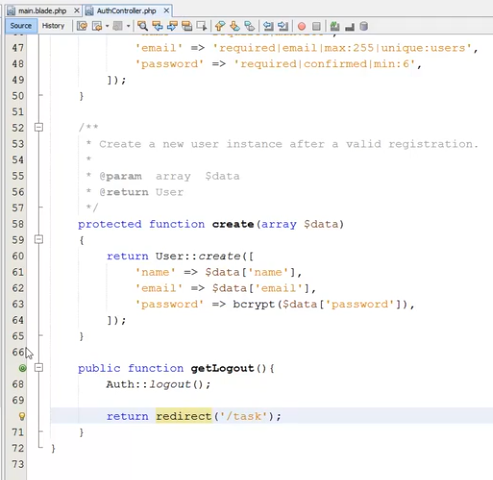 main.blade.php
AuthController.php
Source History
47 'email' => 'required|email|max:255|unique:users',
48 'password' => 'required|confirmed|min:6',
49 ]);
50 }
51
52 /**
53 * Create a new user instance after a valid registration.
54 *
55 * @param array $data
56 * @return User
57 */
58 protected function create(array $data)
59 {
60 return User::create([
61 'name' => $data['name'],
62 'email' => $data['email'],
63 'password' => bcrypt($data['password']),
64 ]);
65 }
66
public function getLogout(){
68 Auth::logout();
69
return redirect('/task');
71 }
72 }
73